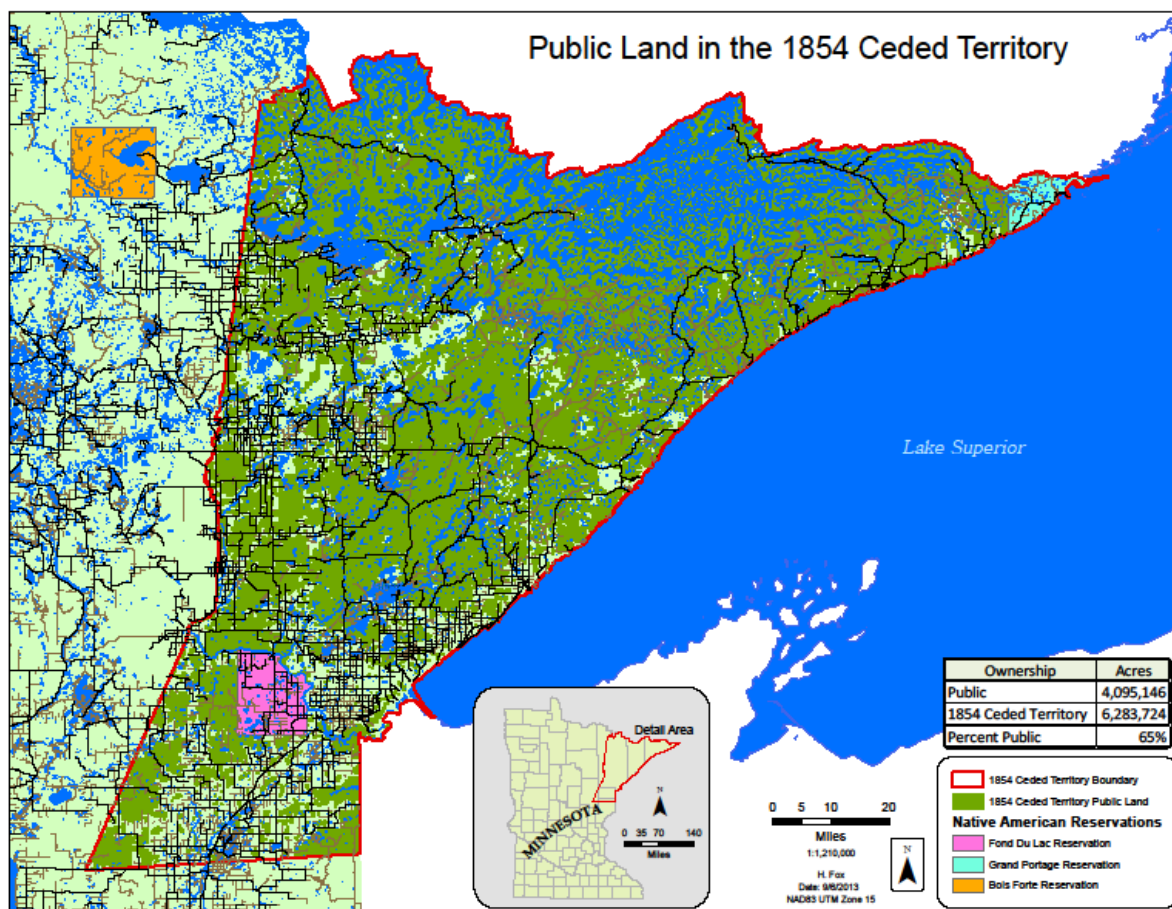 Public Land in the 1854 Ceded Territory
Lake Superior
Ownership Acres
Public 4,095,146
1854 Ceded Territory 6,283,724
Percent Public 65%
Detail Area
MINNESOTA
N
0 35 70 140
Miles
0 5 10 20
Miles
1:1,210,000
H. Fox
Date: 9/6/2013
NAD83 UTM Zone 15
N
1854 Ceded Territory Boundary
1854 Ceded Territory Public Land
Native American Reservations
Fond Du Lac Reservation
Grand Portage Reservation
Bois Forte Reservation